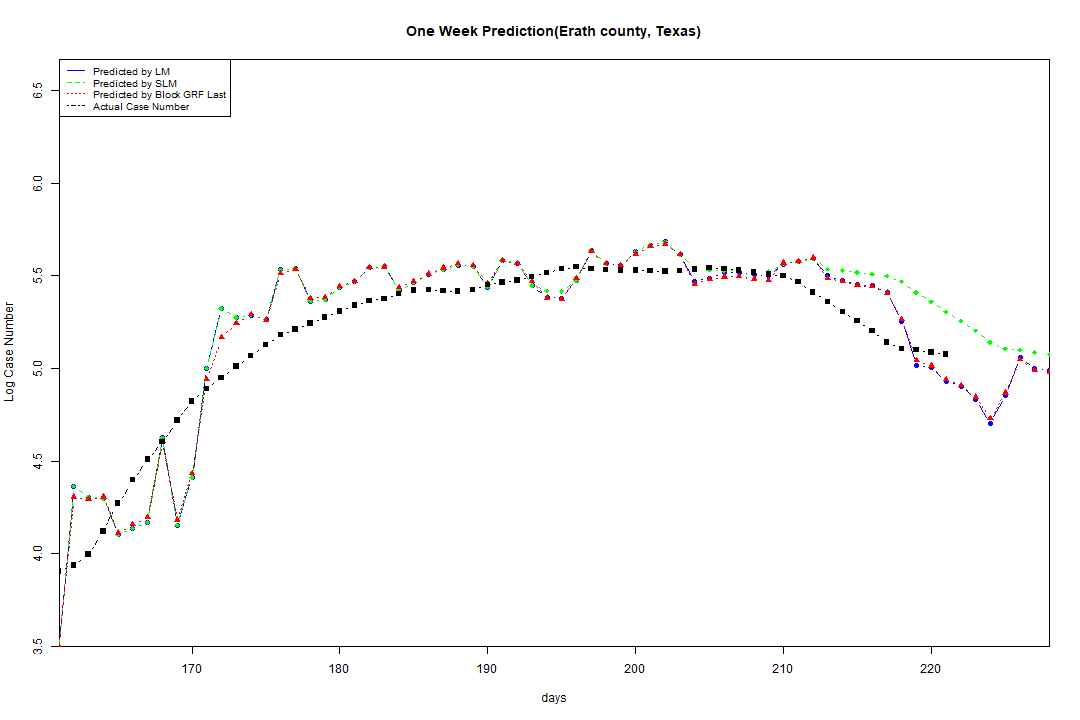 One Week Prediction(Erath county, Texas)
Predicted by LM
Predicted by SLM
Predicted by Block GRF Last
Actual Case Number
6.5
6.0
5.5
5.0
4.5
4.0
3.5
Log Case Number
170 180 190 200 210 220
days